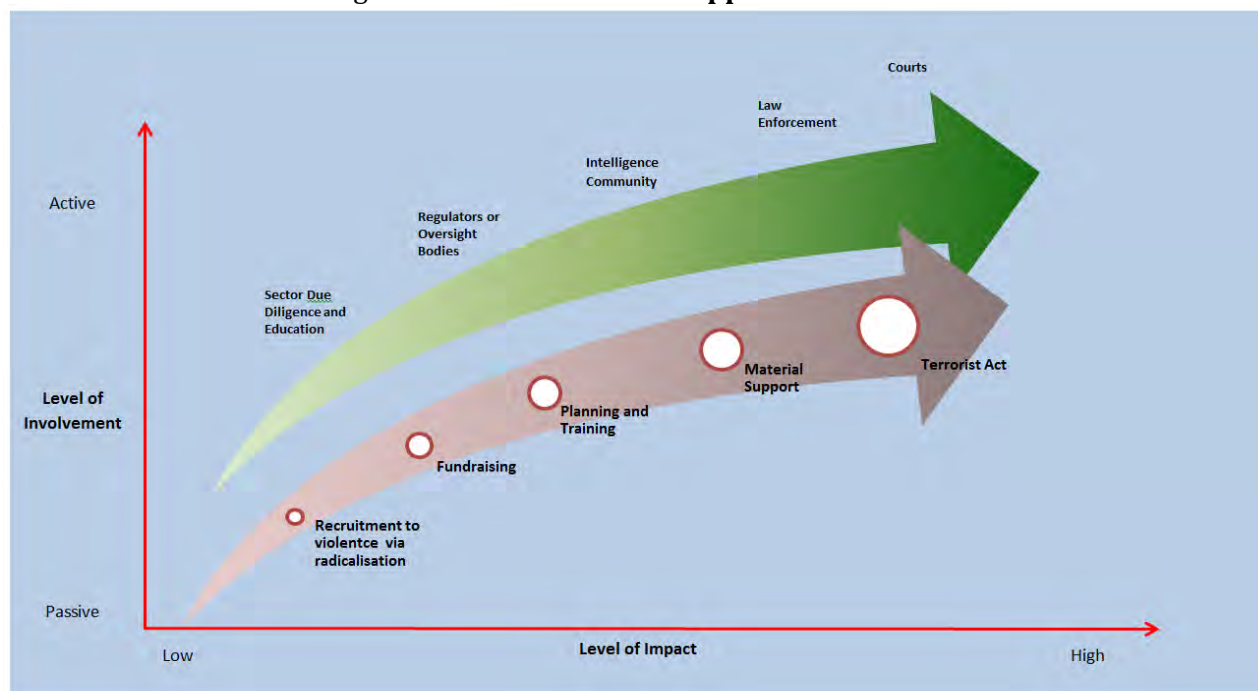 Courts
Law
Enforcement
Intelligence
Community
Active
Regulators or
Oversight
Bodies
Sector Due
Diligence and
Education
Terrorist Act
Material
Support
Level of
Involvement
Planning and
Training
Fundraising
Recruitment to
violentce via
radicalisation
Passive
Low
Level of Impact
High